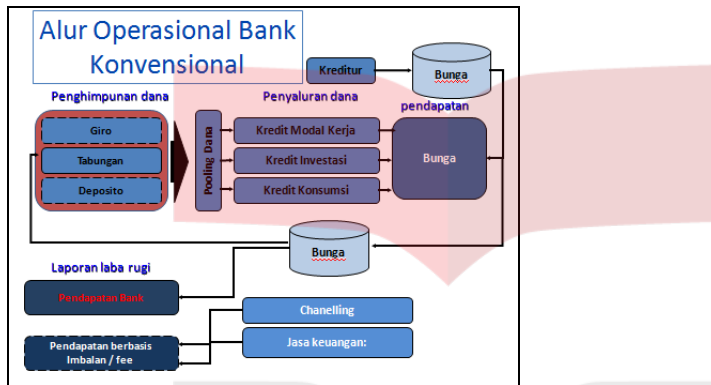 Alur Operasional Bank
Konvensional
Kreditur
Bunga
Penghimpunan dana
Penyaluran dana
pendapatan
Giro
Tabungan
Deposito
Pooling Dana
Kredit Modal Kerja
Kredit Investasi
Kredit Konsumsi
Bunga
Bunga
Laporan laba rugi
Pendapatan Bank
Chanelling
Jasa keuangan:
Pendapatan berbasis
Imbalan / fee